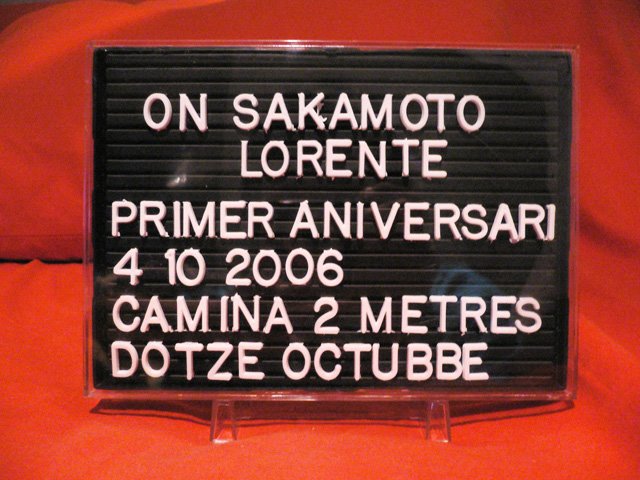 ON SAKAMOTO
LORENTE
PRIMER ANIVERSARI
4 10 2006
CAMINA 2 METRES
DOTZE OCTUBBE